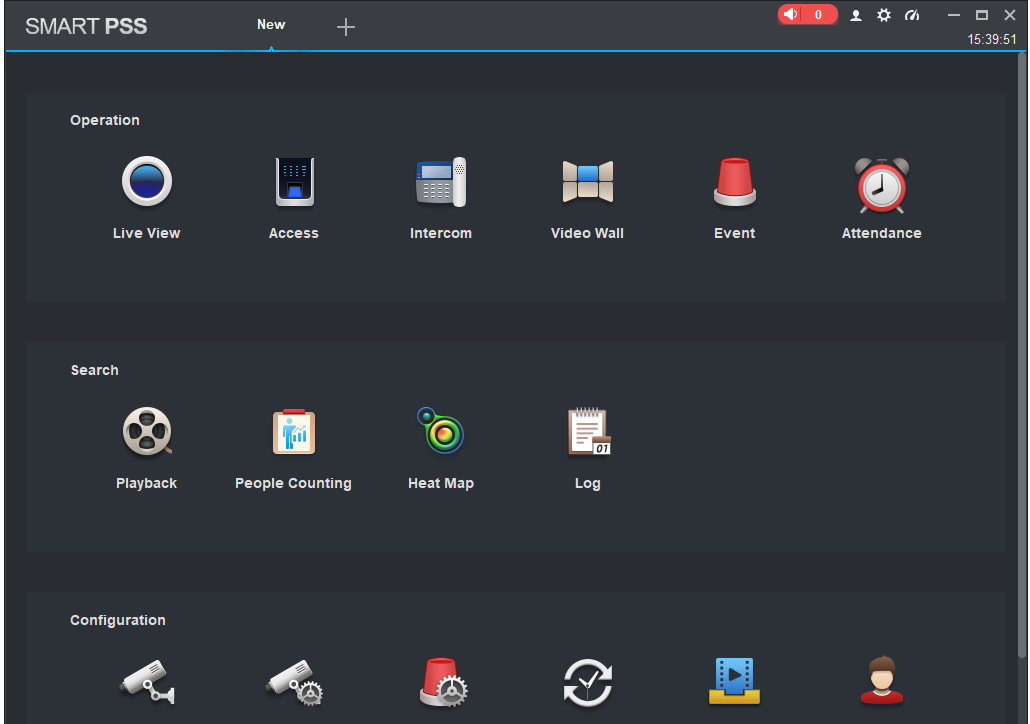 SMART PSS
New
0
15:39:51
Operation
Live View
Access
Intercom
Video Wall
Event
Attendance
Search
Playback
People Counting
Heat Map
Log
01
Configuration